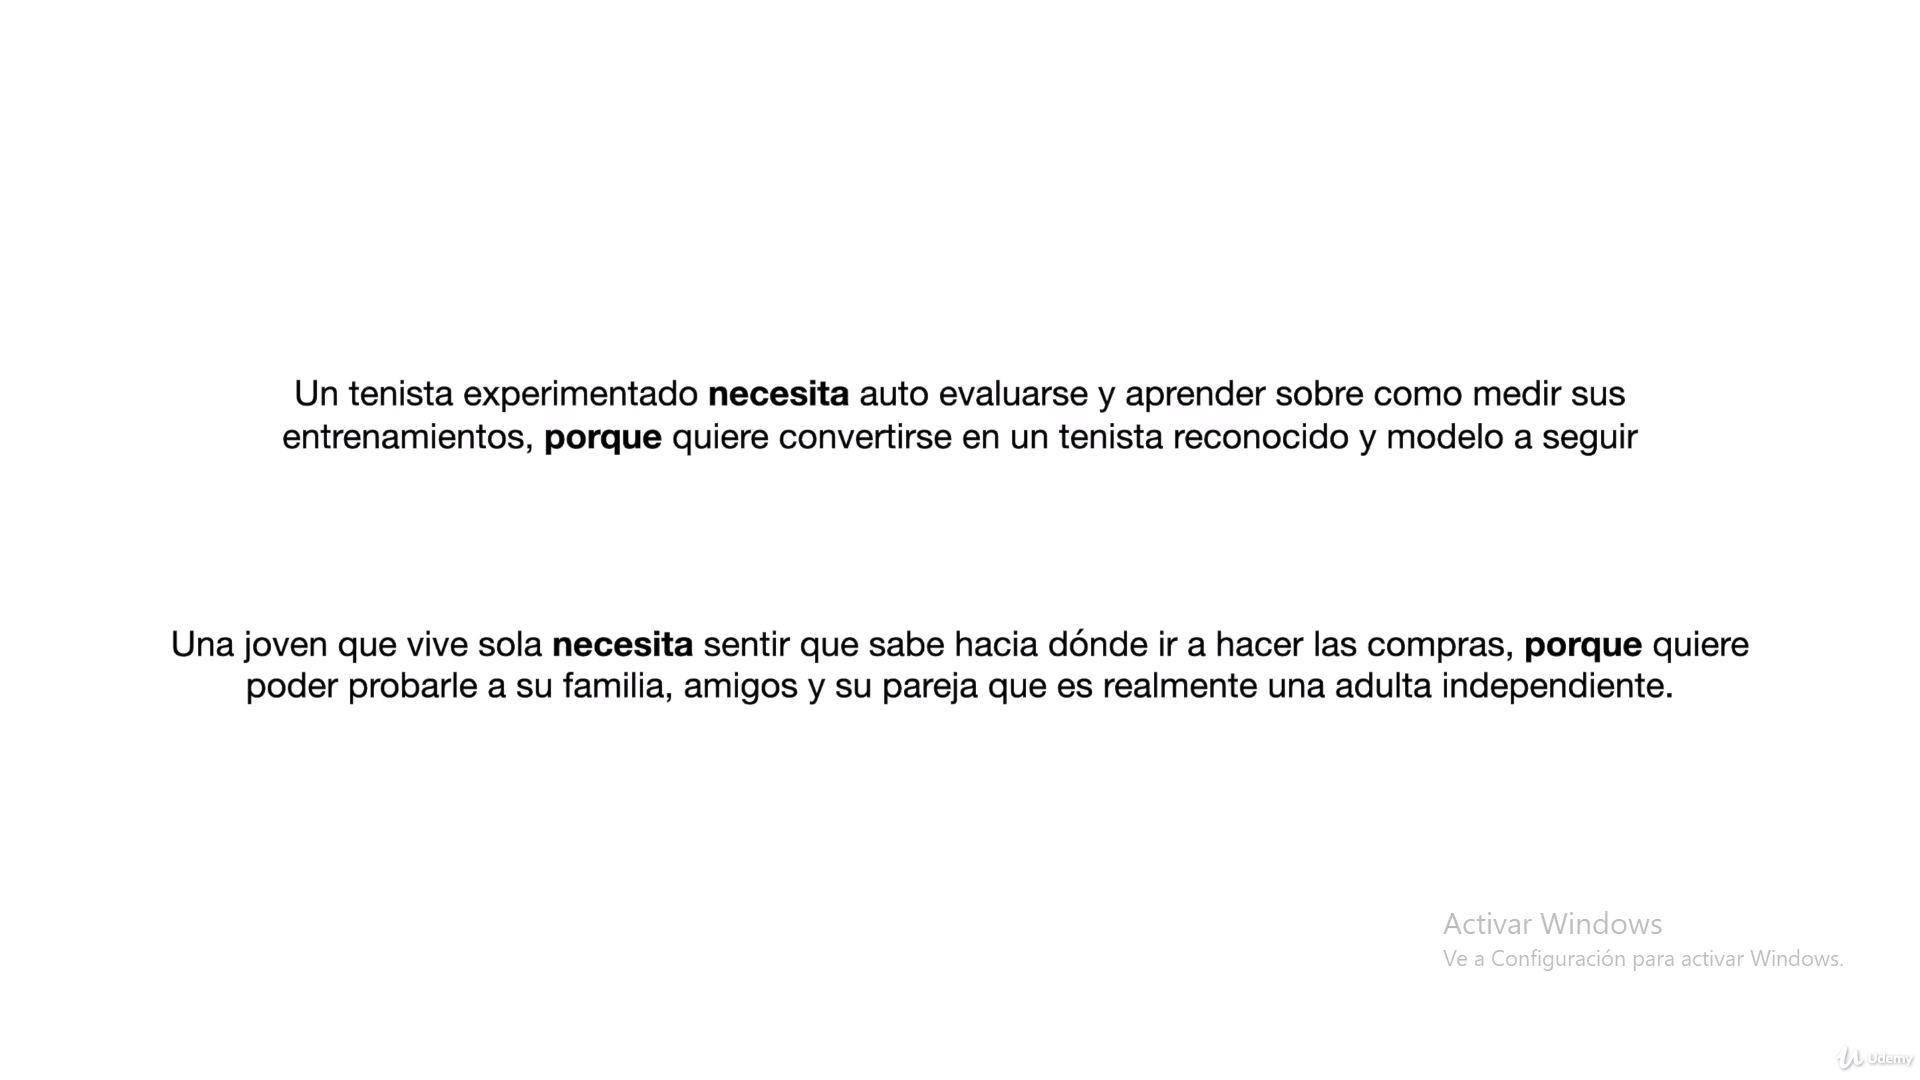 Un tenista experimentado necesita auto evaluarse y aprender sobre como medir sus
entrenamientos, porque quiere convertirse en un tenista reconocido y modelo a seguir
Una joven que vive sola necesita sentir que sabe hacia dónde ir a hacer las compras, porque quiere
poder probarle a su familia, amigos y su pareja que es realmente una adulta independiente.
Activar Windows
Ve a Configuración para activar Windows.
Udemy